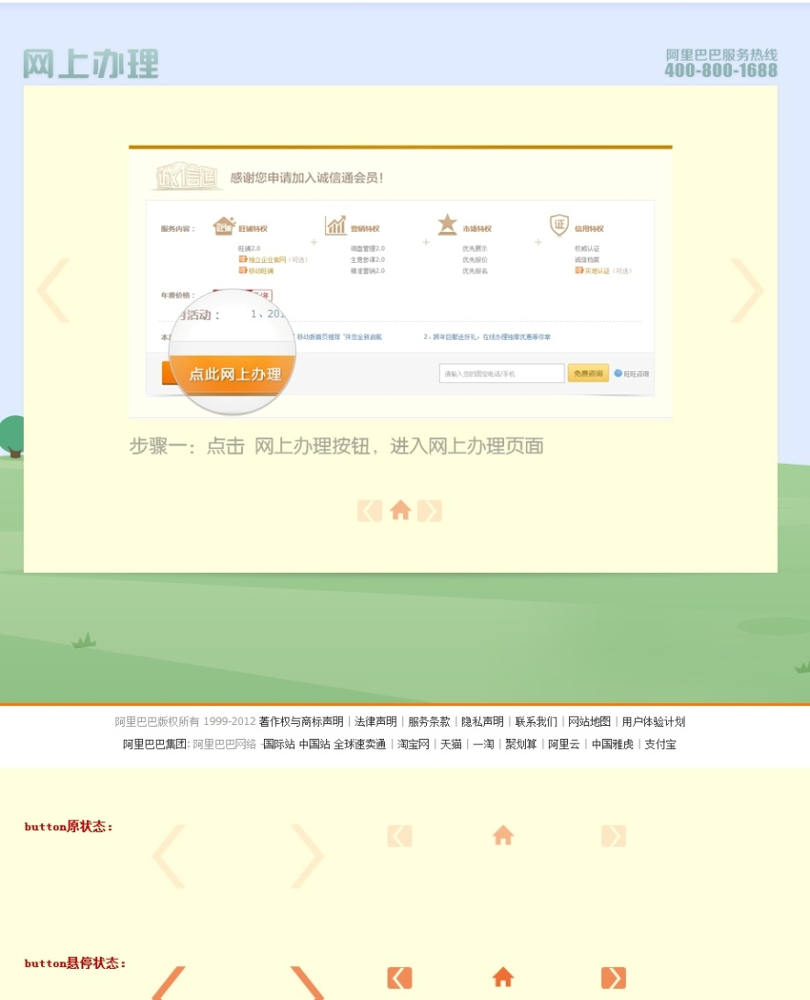 网上办理
阿里巴巴服务热线
400-800-1688
诚信通 感谢您申请加入诚信通会员!
服务内容： 旺铺特权 营销特权 市场特权 证 信用特权
旺铺2.0 询盘管理2.0 优先展示 权威认证
独立企业官网（可选） 生意参谋2.0 优先报价 诚信档案
移动旺铺 精准营销2.0 优先报名 实地认证（可选）
年费价格： 元/年
活动： 1、201
移动新首页推荐"伴您全新启航 2、跨年巨献送好礼，在线办理独享优惠等你拿
点此网上办理 请输入您的固定电话/手机 免费咨询 旺旺咨询
步骤一：点击 网上办理按钮，进入网上办理页面
阿里巴巴版权所有 1999-2012 著作权与商标声明 | 法律声明 | 服务条款 | 隐私声明 | 联系我们 | 网站地图 | 用户体验计划
阿里巴巴集团: 阿里巴巴网络 -国际站 中国站 全球速卖通 | 淘宝网 | 天猫 | 一淘 | 聚划算 | 阿里云 | 中国雅虎 | 支付宝
button原状态：
button悬停状态：